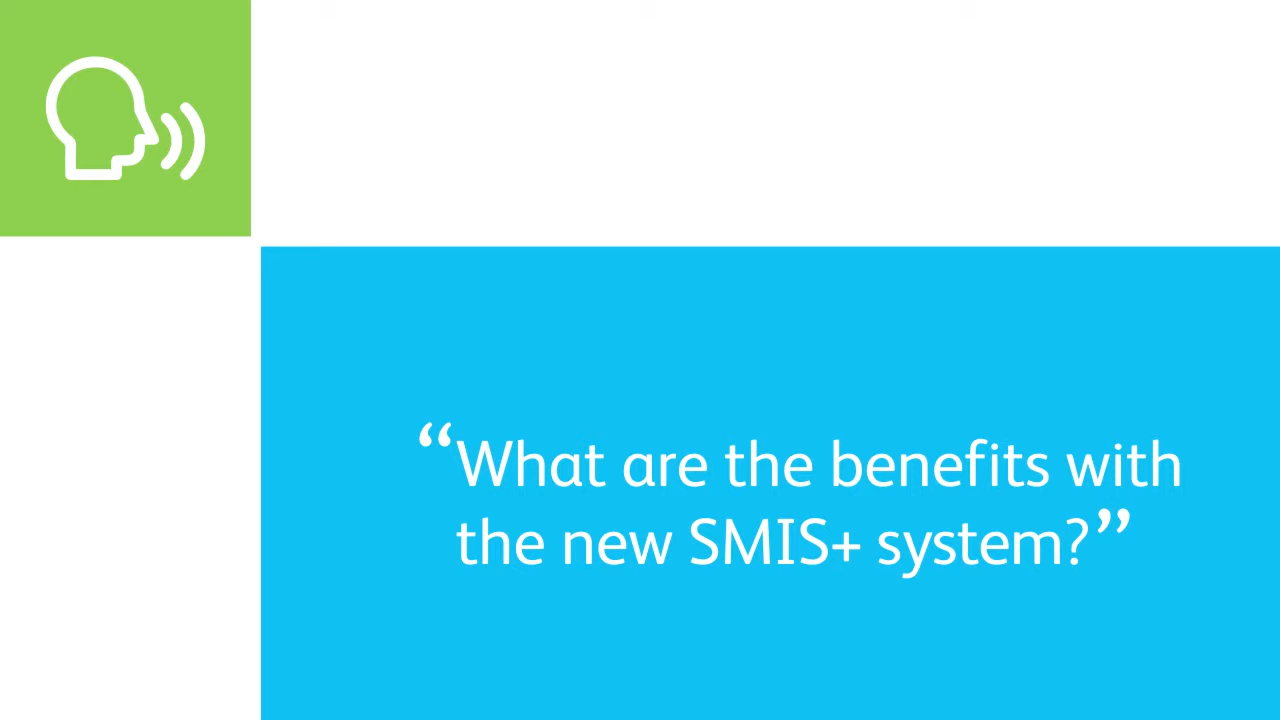 “What are the benefits with
the new SMIS+ system?”